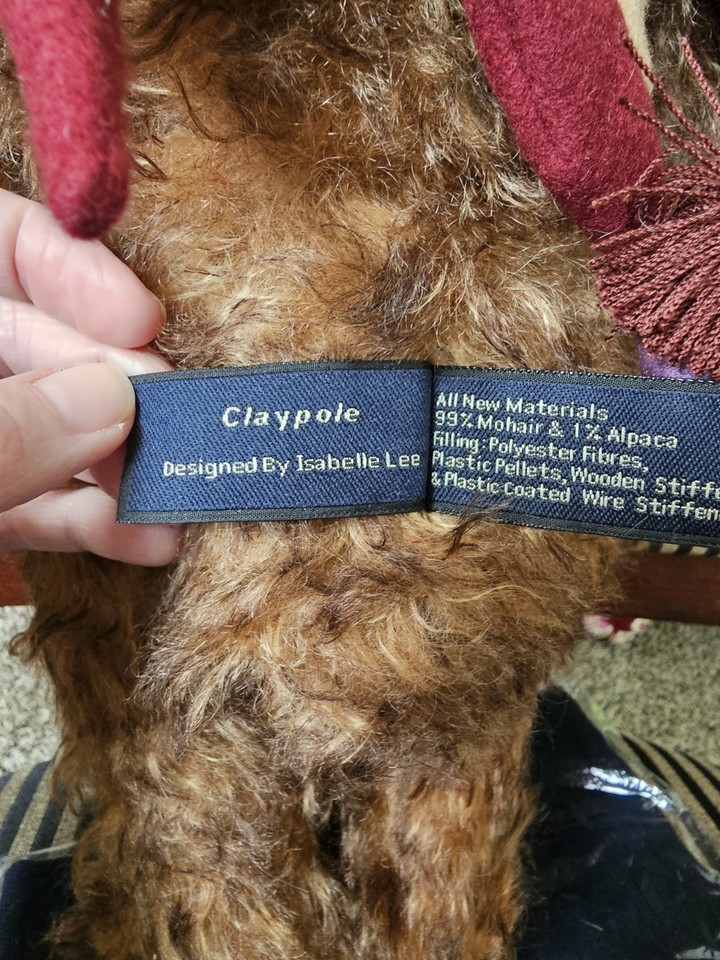 Claypole
Designed By Isabelle Lee
All New Materials
99% Mohair & 1% Alpaca
Filling: Polyester Fibres,
Plastic Pellets, Wooden
& Plastic Coated Wire